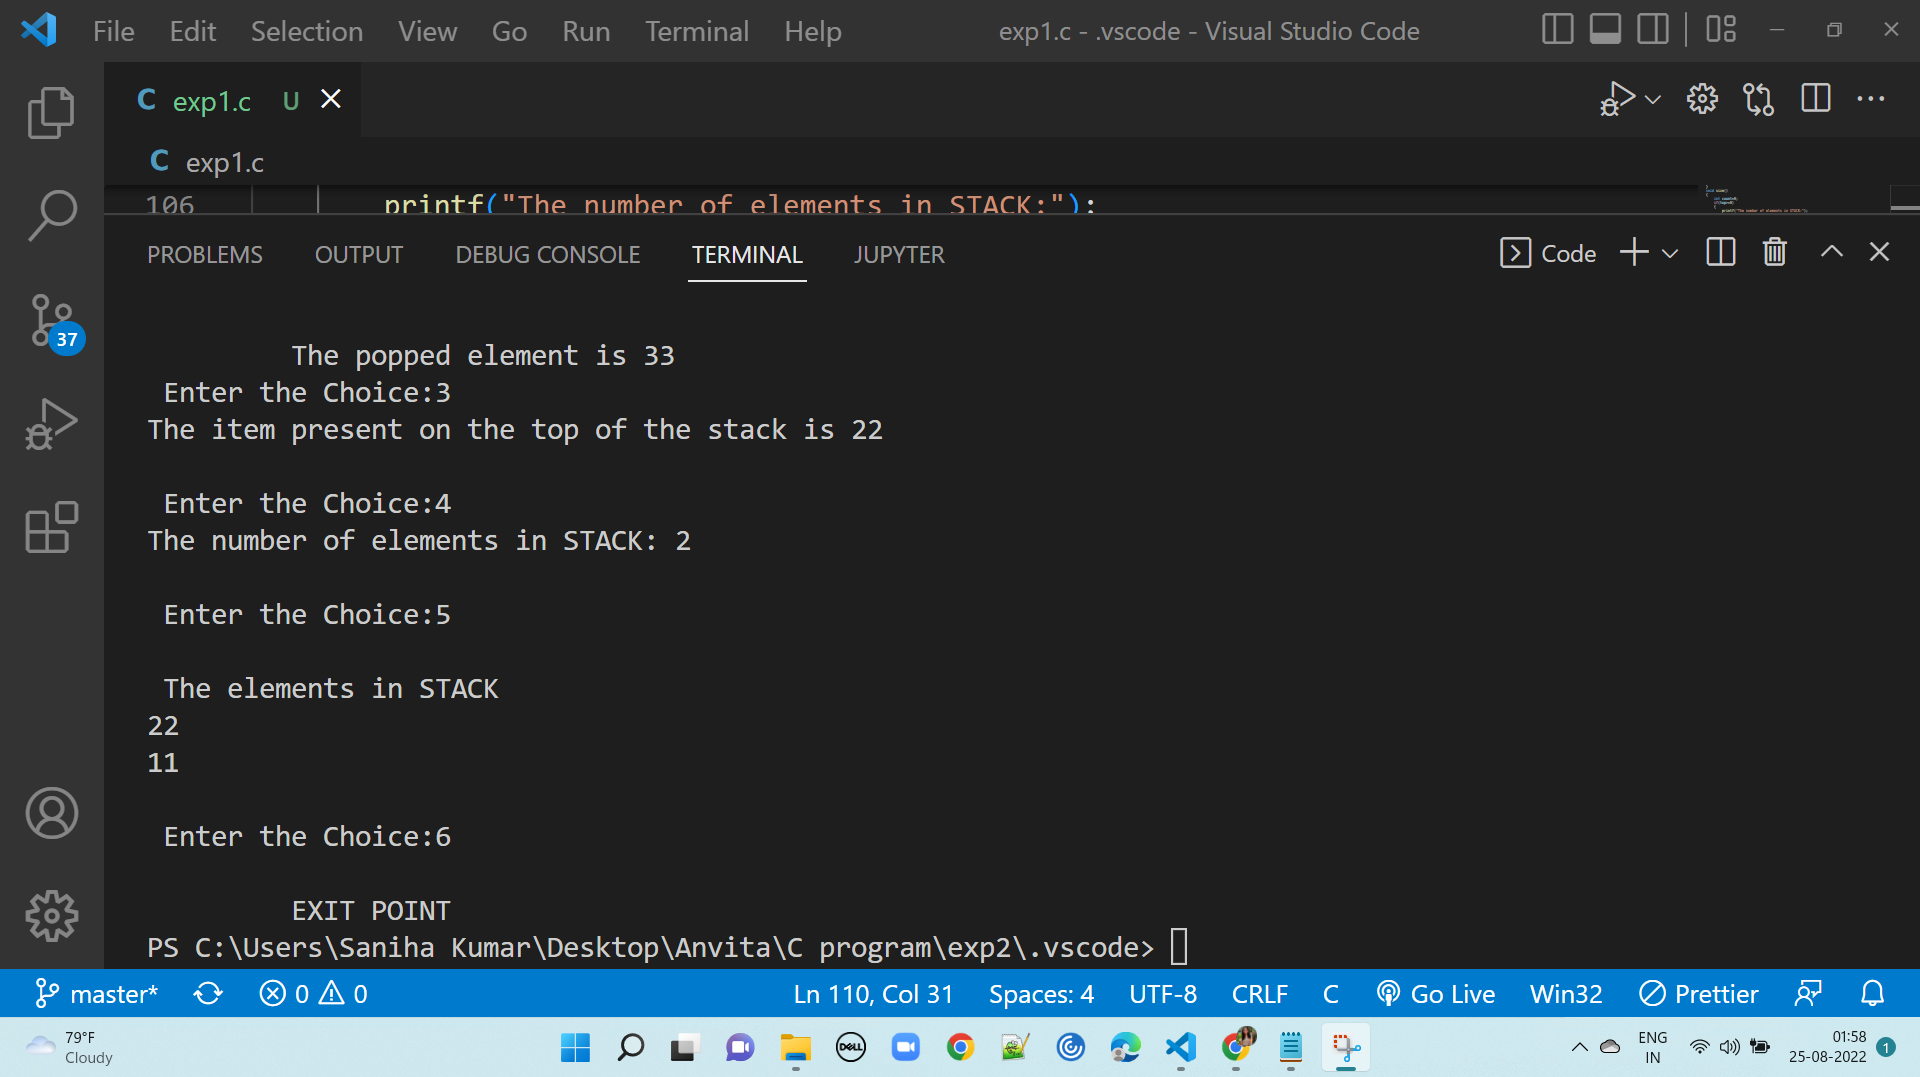 File Edit Selection View Go Run Terminal Help exp1.c - .vscode - Visual Studio Code
C exp1.c U
C exp1.c
106 printf("The number of elements in STACK:");
PROBLEMS OUTPUT DEBUG CONSOLE TERMINAL JUPYTER Code
The popped element is 33
Enter the Choice:3
The item present on the top of the stack is 22
Enter the Choice:4
The number of elements in STACK: 2
37
Enter the Choice:5
The elements in STACK
22
11
Enter the Choice:6
EXIT POINT
PS C:\Users\Saniha Kumar\Desktop\Anvita\C program\exp2\.vscode>
master* 0 0 Ln 110, Col 31 Spaces: 4 UTF-8 CRLF C Go Live Win32 Prettier
79°F
Cloudy
DELL
ENG
IN
01:58
25-08-2022
1